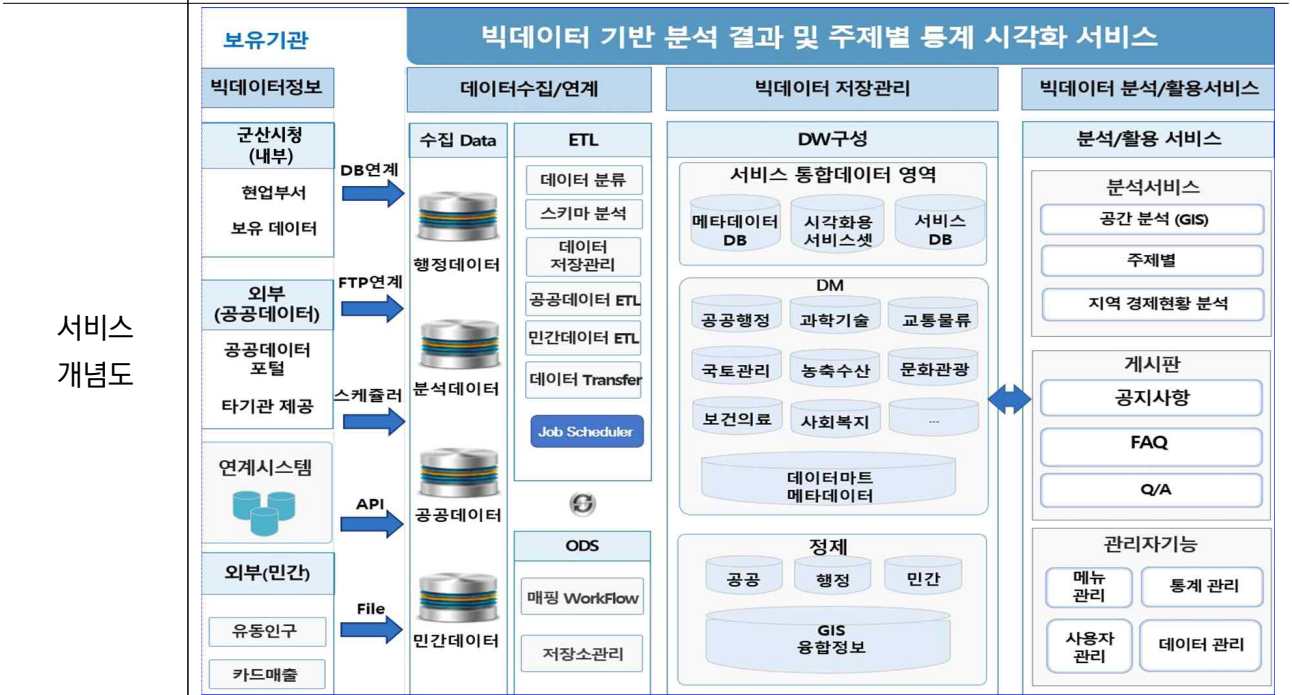 서비스
개념도
보유기관
빅데이터 기반 분석 결과 및 주제별 통계 시각화 서비스
빅데이터정보
데이터수집/연계
빅데이터 저장관리
빅데이터 분석/활용서비스
군산시청
(내부)
현업부서
보유 데이터
외부
(공공데이터)
공공데이터
포털
타기관 제공
연계시스템
외부(민간)
유동인구
카드매출
DB연계
FTP연계
스케쥴러
API
File
수집 Data
행정데이터
분석데이터
공공데이터
민간데이터
ETL
데이터 분류
스키마 분석
데이터
저장관리
공공데이터 ETL
민간데이터 ETL
데이터 Transfer
Job Scheduler
ODS
매핑 WorkFlow
저장소관리
DW구성
서비스 통합데이터 영역
메타데이터
DB
시각화용
서비스셋
서비스
DB
DM
공공행정
과학기술
교통물류
국토관리
농축수산
문화관광
보건의료
사회복지
...
데이터마트
메타데이터
정제
공공
행정
민간
GIS
융합정보
분석/활용 서비스
분석서비스
공간 분석 (GIS)
주제별
지역 경제현황 분석
게시판
공지사항
FAQ
Q/A
관리자기능
메뉴
관리
통계 관리
사용자
관리
데이터 관리